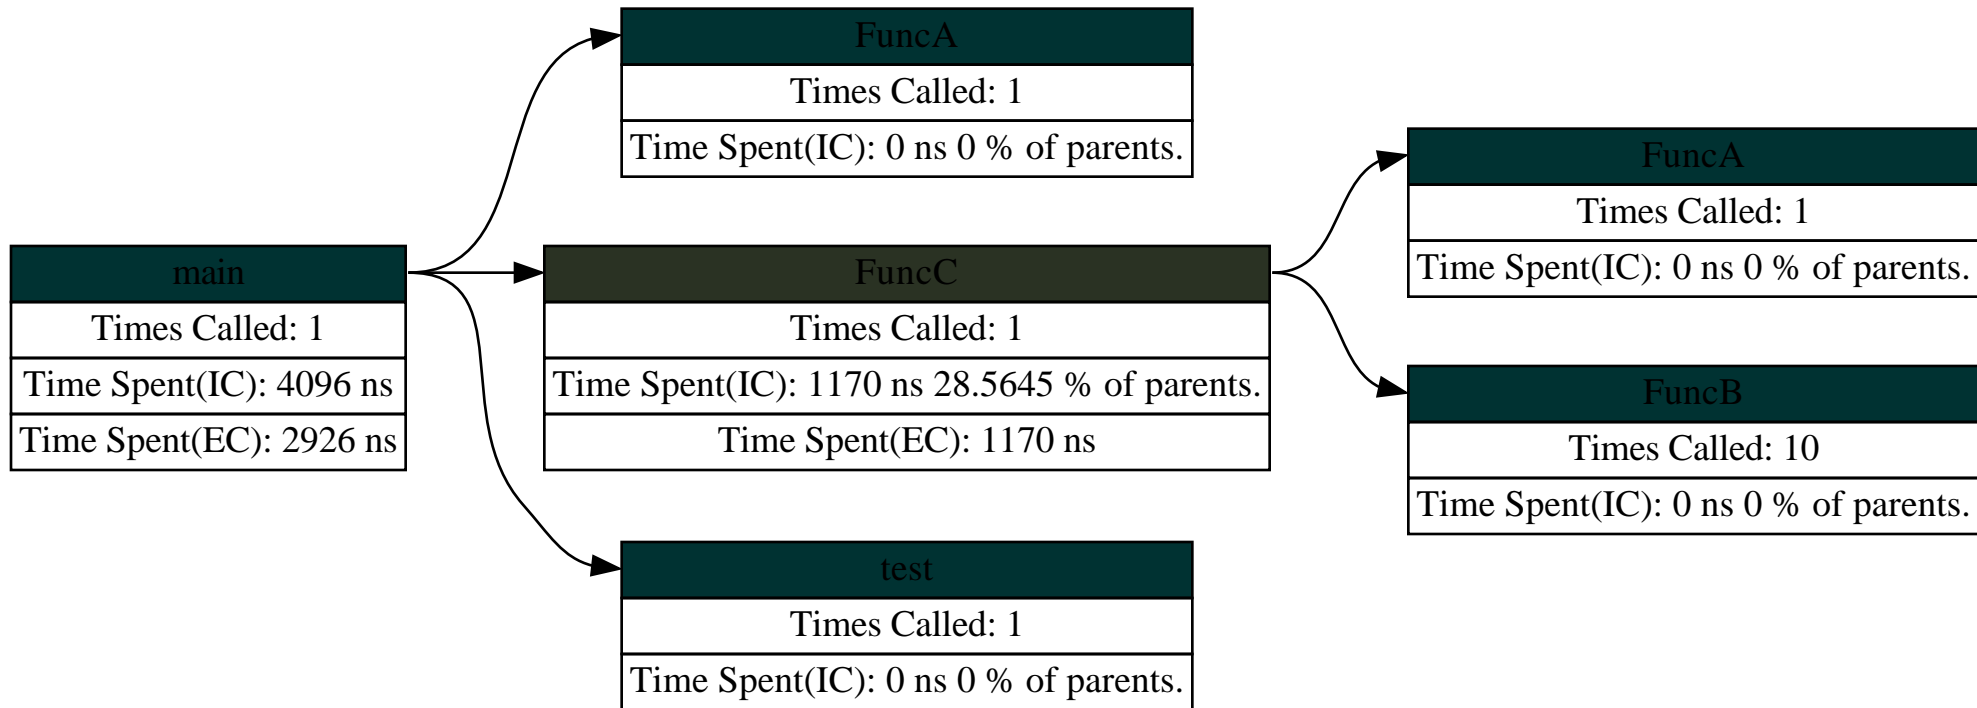 main
Times Called: 1
Time Spent(IC): 4096 ns
Time Spent(EC): 2926 ns
FuncA
Times Called: 1
Time Spent(IC): 0 ns 0 % of parents.
FuncC
Times Called: 1
Time Spent(IC): 1170 ns 28.5645 % of parents.
Time Spent(EC): 1170 ns
test
Times Called: 1
Time Spent(IC): 0 ns 0 % of parents.
FuncA
Times Called: 1
Time Spent(IC): 0 ns 0 % of parents.
FuncB
Times Called: 10
Time Spent(IC): 0 ns 0 % of parents.